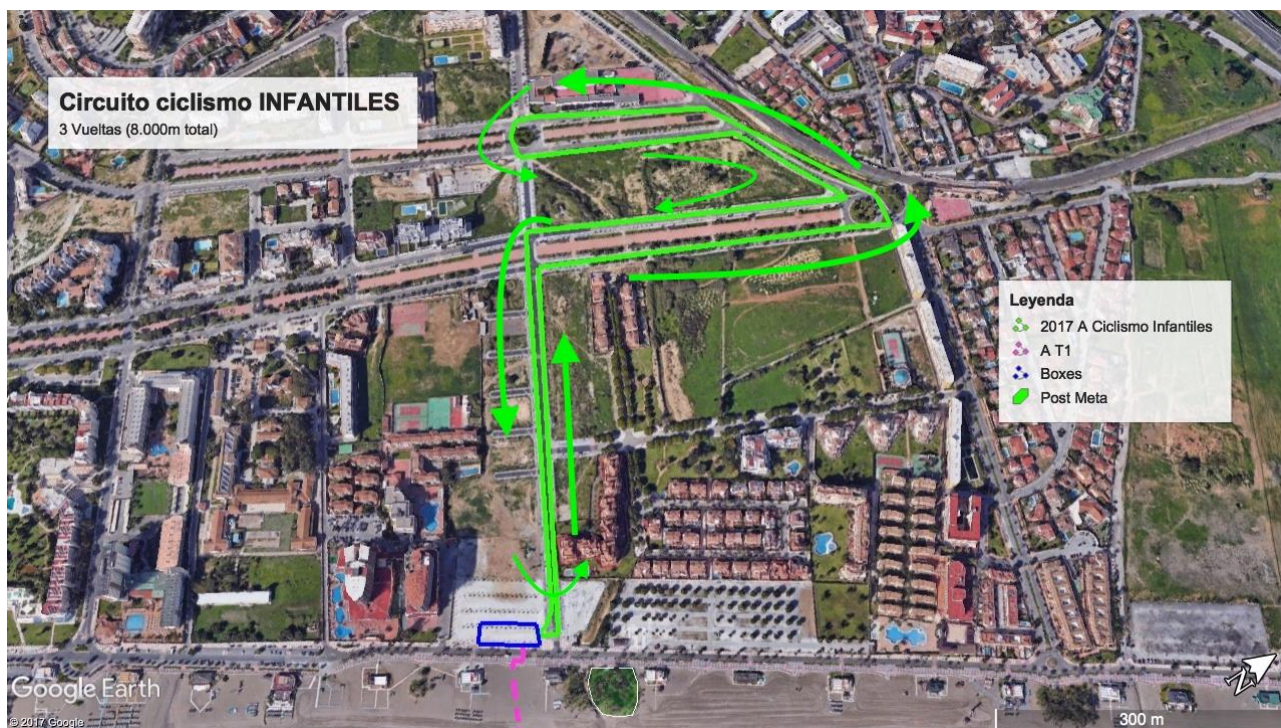 Circuito ciclismo INFANTILES
3 Vueltas (8.000m total)
Leyenda
2017 A Ciclismo Infantiles
A T1
Boxes
Post Meta
Google Earth
© 2017 Google
N
300 m